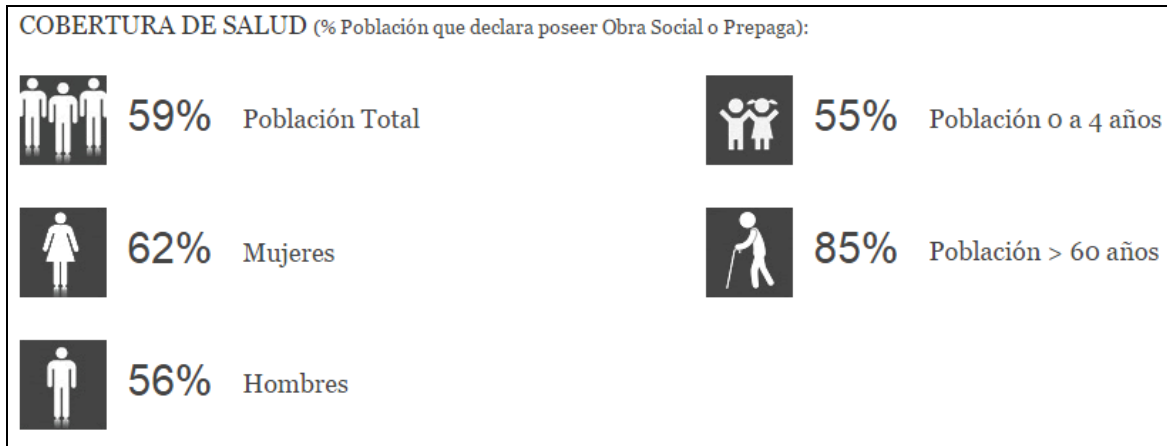 COBERTURA DE SALUD (% Población que declara poseer Obra Social o Prepaga):
59% Población Total
55% Población 0 a 4 años
62% Mujeres
85% Población > 60 años
56% Hombres